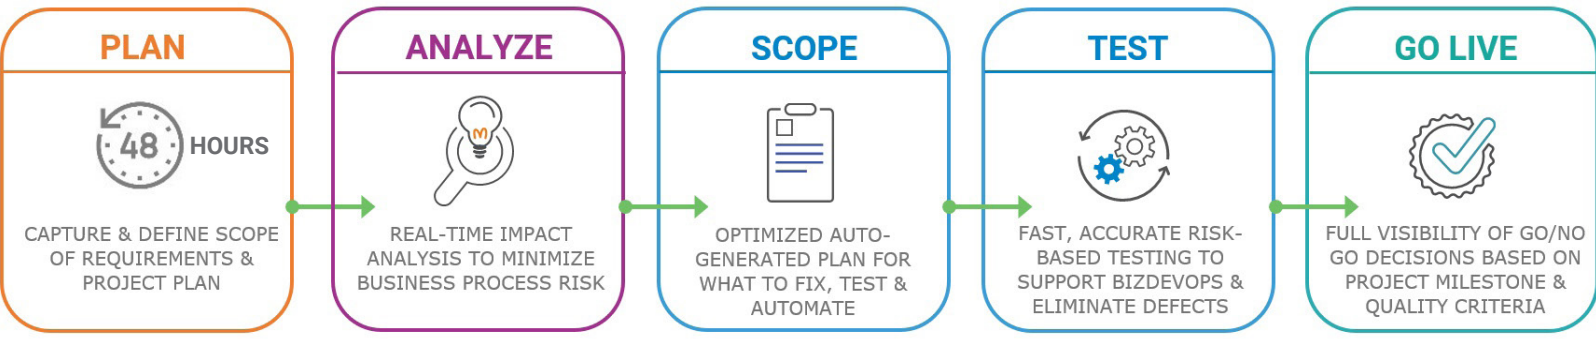 PLAN
48 HOURS
CAPTURE & DEFINE SCOPE
OF REQUIREMENTS &
PROJECT PLAN
ANALYZE
m
REAL-TIME IMPACT
ANALYSIS TO MINIMIZE
BUSINESS PROCESS RISK
SCOPE
OPTIMIZED AUTO-
GENERATED PLAN FOR
WHAT TO FIX, TEST &
AUTOMATE
TEST
FAST, ACCURATE RISK-
BASED TESTING TO
SUPPORT BIZDEVOPS &
ELIMINATE DEFECTS
GO LIVE
FULL VISIBILITY OF GO/NO
GO DECISIONS BASED ON
PROJECT MILESTONE &
QUALITY CRITERIA